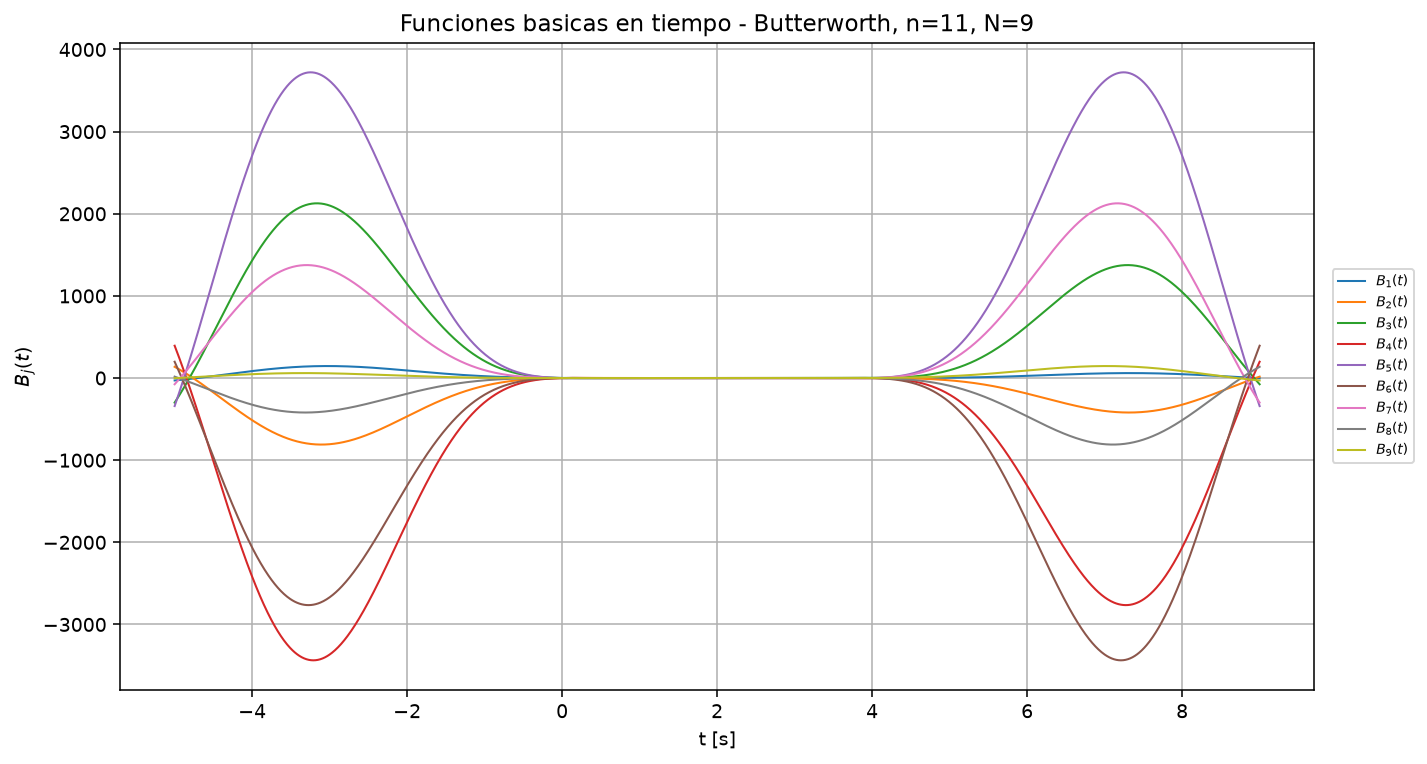 Funciones basicas en tiempo - Butterworth, n=11, N=9
4000
3000
2000
1000
0
−1000
−2000
−3000
B_j(t)
−4
−2
0
2
4
6
8
t [s]
B_1(t)
B_2(t)
B_3(t)
B_4(t)
B_5(t)
B_6(t)
B_7(t)
B_8(t)
B_9(t)